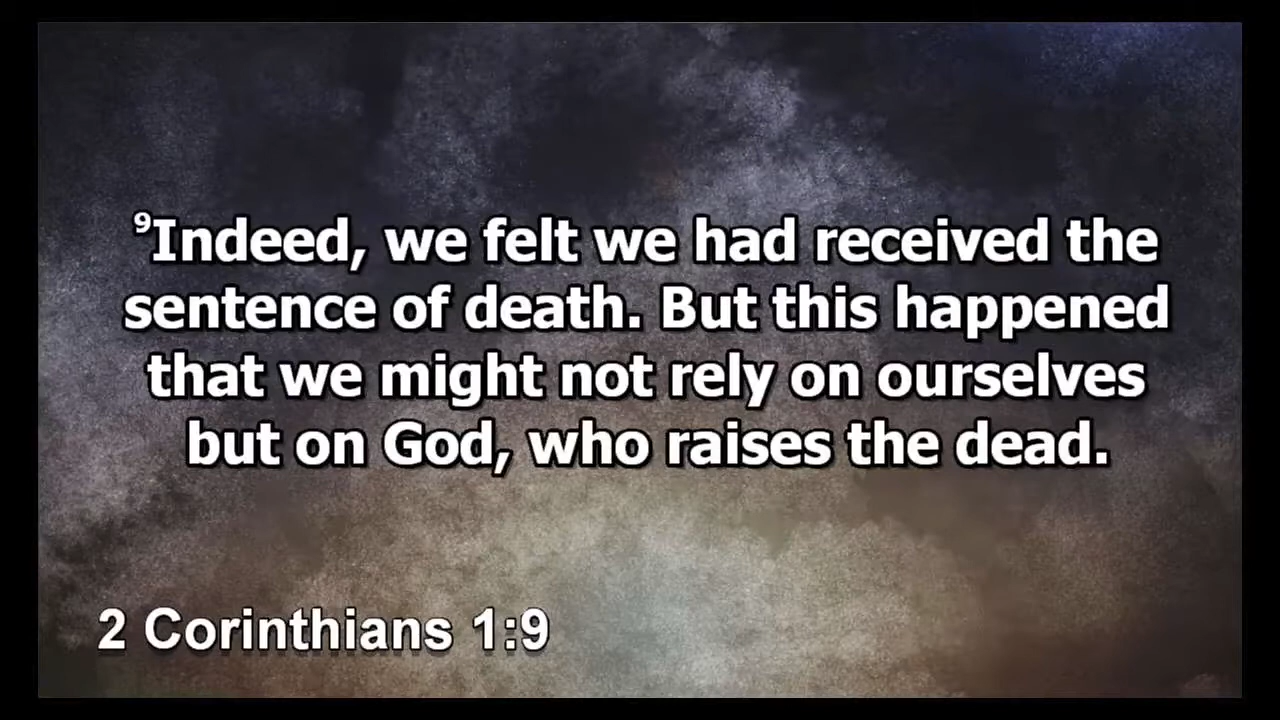 ⁹Indeed, we felt we had received the
sentence of death. But this happened
that we might not rely on ourselves
but on God, who raises the dead.
2 Corinthians 1:9